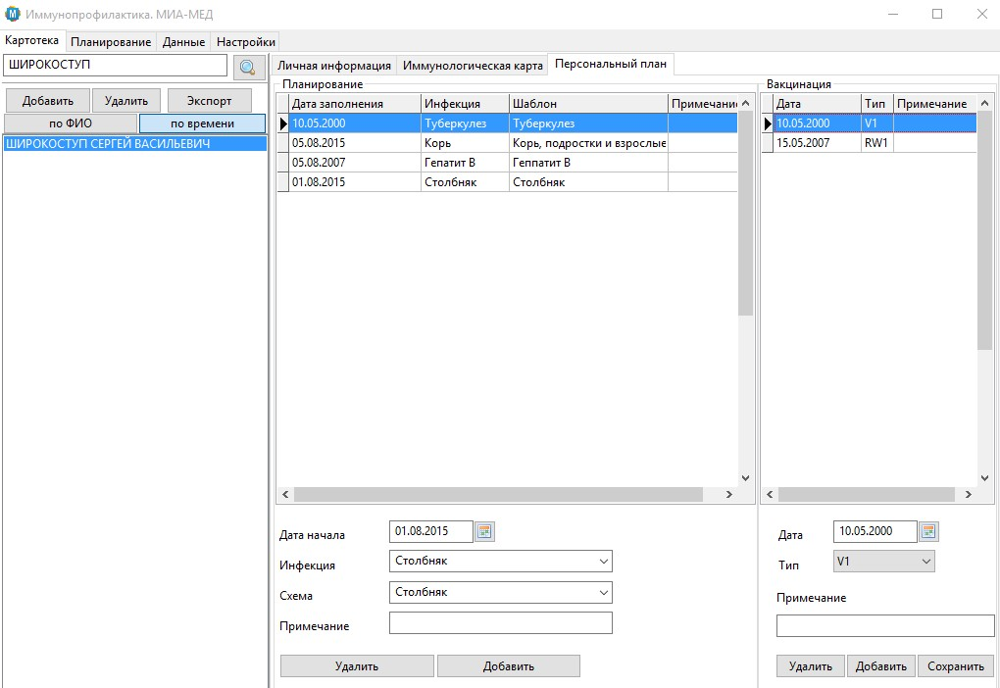 Иммунопрофилактика. МИА-МЕД
Картотека Планирование Данные Настройки
ШИРОКОСТУП
Добавить Удалить Экспорт
по ФИО по времени
ШИРОКОСТУП СЕРГЕЙ ВАСИЛЬЕВИЧ
Личная информация Иммунологическая карта Персональный план
Планирование
Дата заполнения Инфекция Шаблон Примечани
10.05.2000 Туберкулез Туберкулез
05.08.2015 Корь Корь, подростки и взрослые
05.08.2007 Гепатит В Геппатит В
01.08.2015 Столбняк Столбняк
Дата начала 01.08.2015
Инфекция Столбняк
Схема Столбняк
Примечание
Удалить Добавить
Вакцинация
Дата Тип Примечание
10.05.2000 V1
15.05.2007 RW1
Дата 10.05.2000
Тип V1
Примечание
Удалить Добавить Сохранить